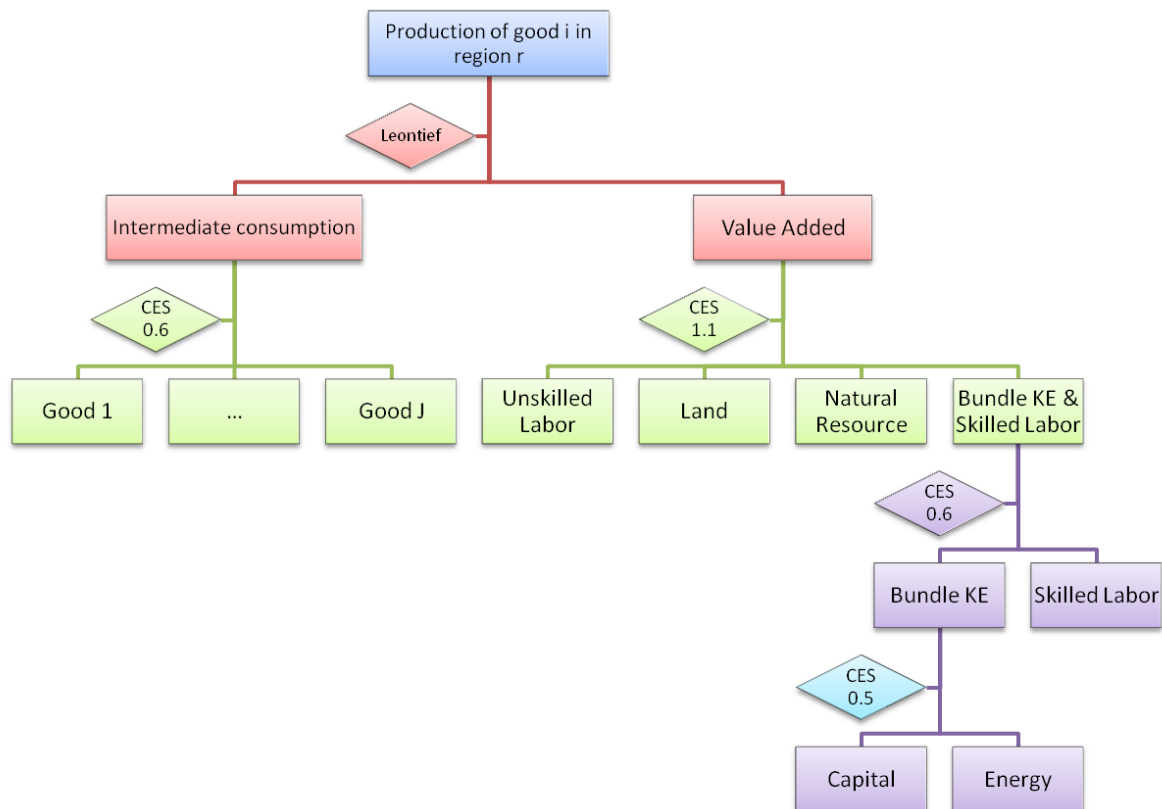 Production of good i in
region r
Leontief
Intermediate consumption
Value Added
CES
0.6
CES
1.1
Good 1
...
Good J
Unskilled
Labor
Land
Natural
Resource
Bundle KE &
Skilled Labor
CES
0.6
Bundle KE
Skilled Labor
CES
0.5
Capital
Energy